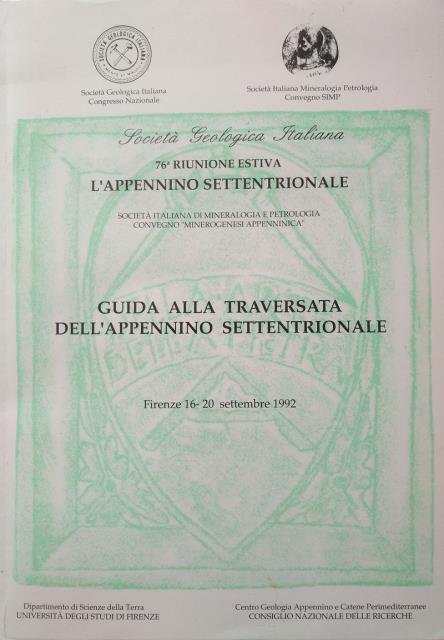 SOCIETÀ GEOLOGICA ITALIANA
Società Geologica Italiana
Congresso Nazionale
Società Italiana Mineralogia Petrologia
Convegno SIMP
Società Geologica Italiana
76ª RIUNIONE ESTIVA
L'APPENNINO SETTENTRIONALE
SOCIETÀ ITALIANA DI MINERALOGIA E PETROLOGIA
CONVEGNO "MINEROGENESI APPENNINICA"
GUIDA ALLA TRAVERSATA
DELL'APPENNINO SETTENTRIONALE
Firenze 16-20 settembre 1992
Dipartimento di Scienze della Terra
UNIVERSITÀ DEGLI STUDI DI FIRENZE
Centro Geologia Appennino e Catene Perimediterranee
CONSIGLIO NAZIONALE DELLE RICERCHE